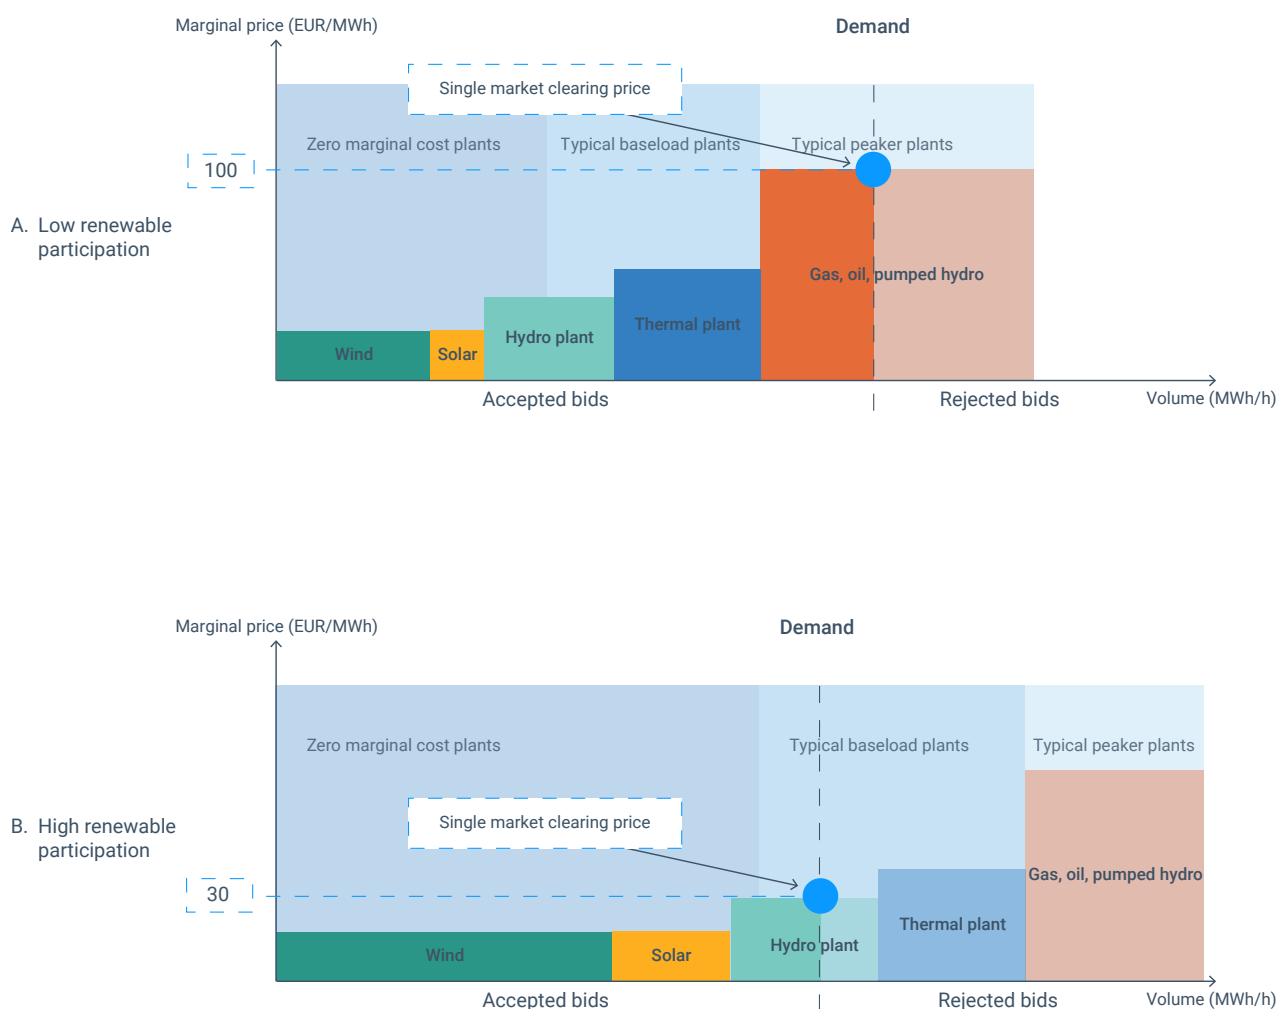 Marginal price (EUR/MWh)
Demand
Single market clearing price
Zero marginal cost plants
Typical baseload plants
Typical peaker plants
100
A. Low renewable
participation
Gas, oil, pumped hydro
Thermal plant
Hydro plant
Wind
Solar
Accepted bids
Rejected bids
Volume (MWh/h)
Marginal price (EUR/MWh)
Demand
Zero marginal cost plants
Typical baseload plants
Typical peaker plants
Single market clearing price
B. High renewable
participation
30
Gas, oil, pumped hydro
Thermal plant
Hydro plant
Wind
Solar
Accepted bids
Rejected bids
Volume (MWh/h)